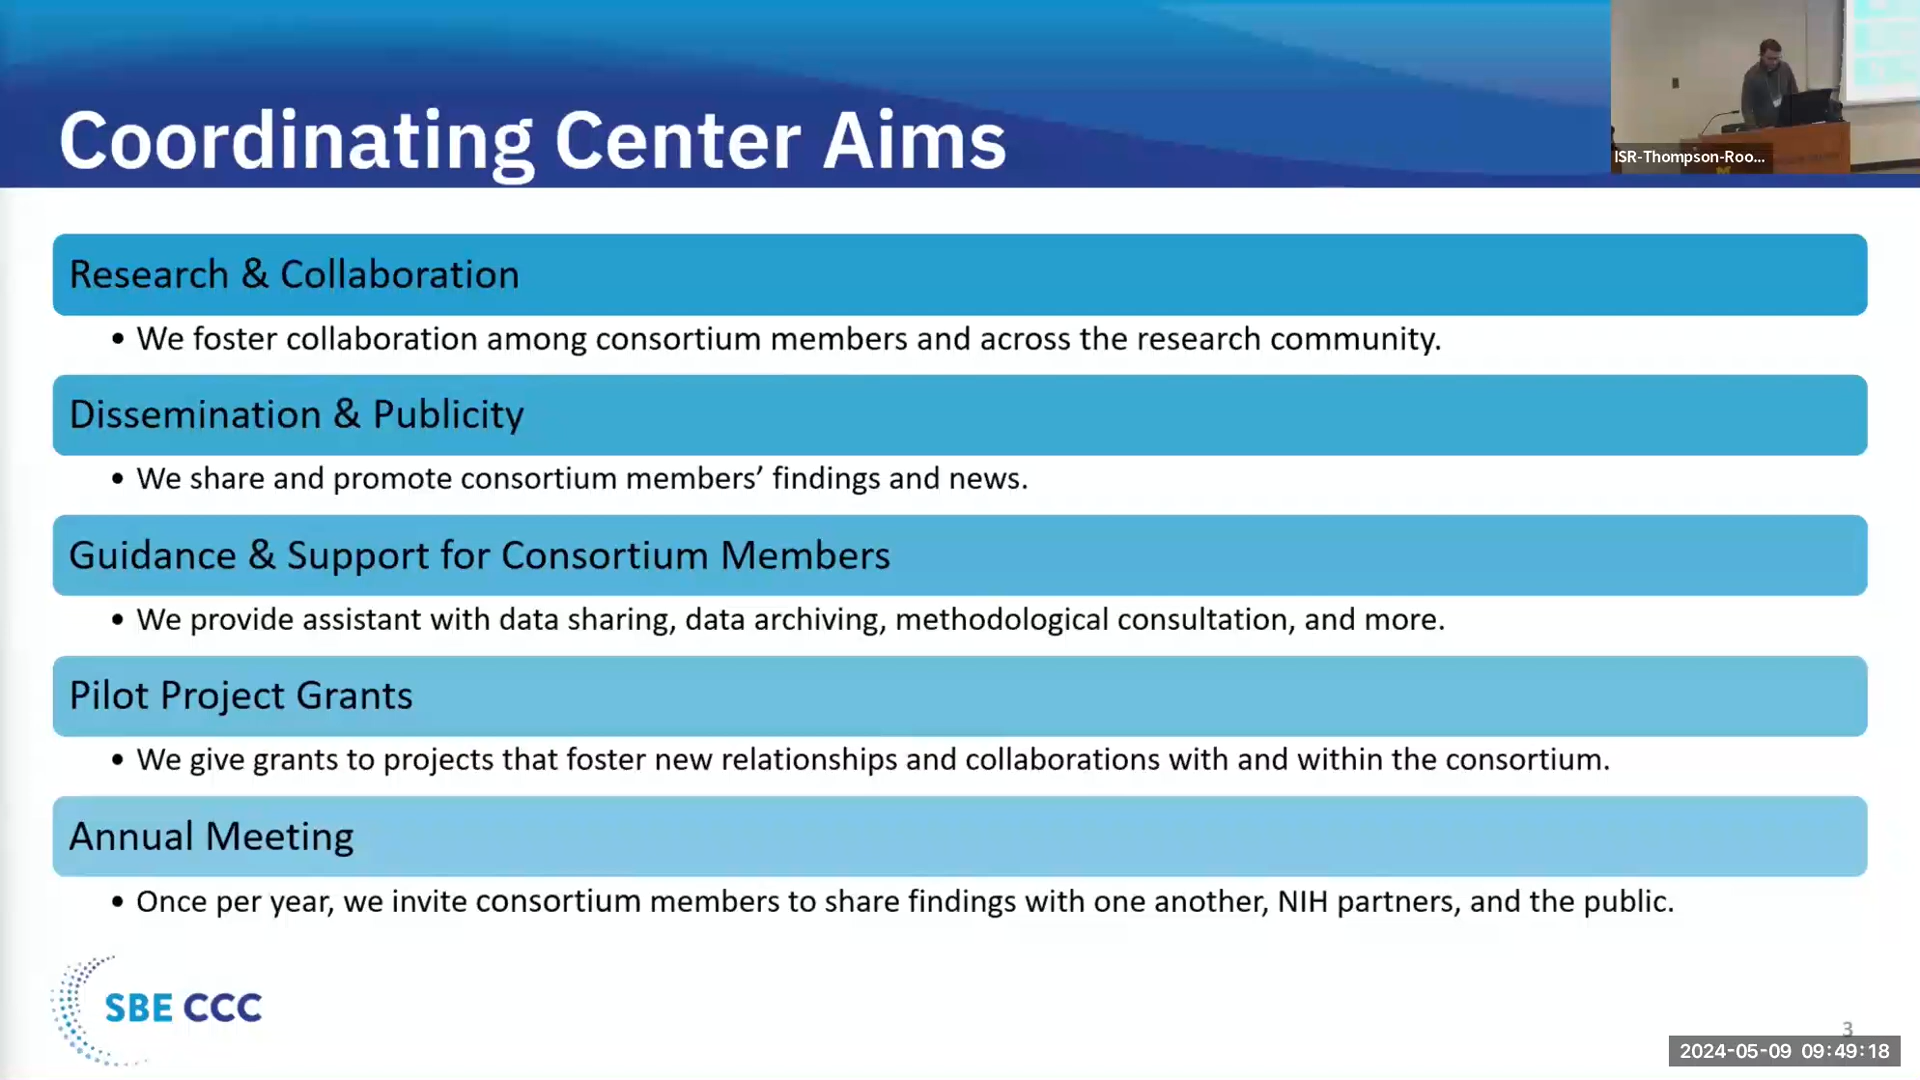 Coordinating Center Aims
ISR-Thompson-Roo...
Research & Collaboration
• We foster collaboration among consortium members and across the research community.
Dissemination & Publicity
• We share and promote consortium members’ findings and news.
Guidance & Support for Consortium Members
• We provide assistant with data sharing, data archiving, methodological consultation, and more.
Pilot Project Grants
• We give grants to projects that foster new relationships and collaborations with and within the consortium.
Annual Meeting
• Once per year, we invite consortium members to share findings with one another, NIH partners, and the public.
SBE CCC
3
2024-05-09 09:49:18